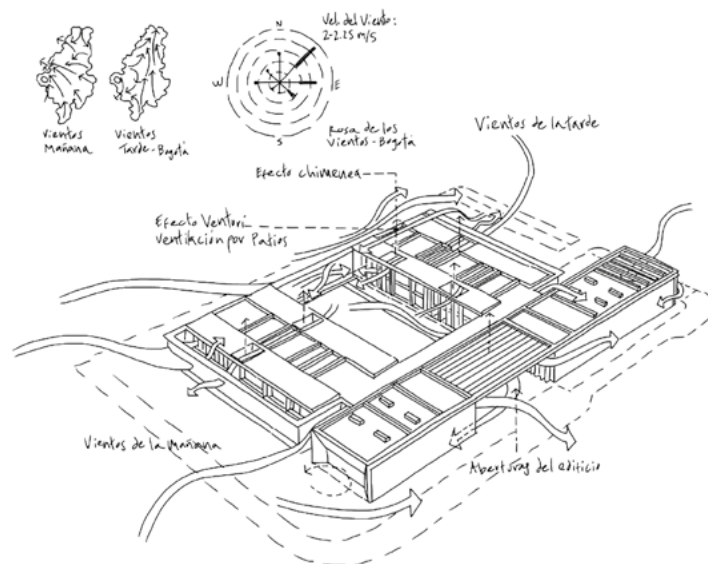 Vel. del Viento:
2-2.25 m/s
N
W
E
S
Vientos
Mañana
Vientos
Tarde-Bogotá
Rosa de los
Vientos-Bogotá
Vientos de la tarde
Efecto chimenea
Efecto Ventori
Ventilación por Patios
Vientos de la Mañana
Aberturas del edificio